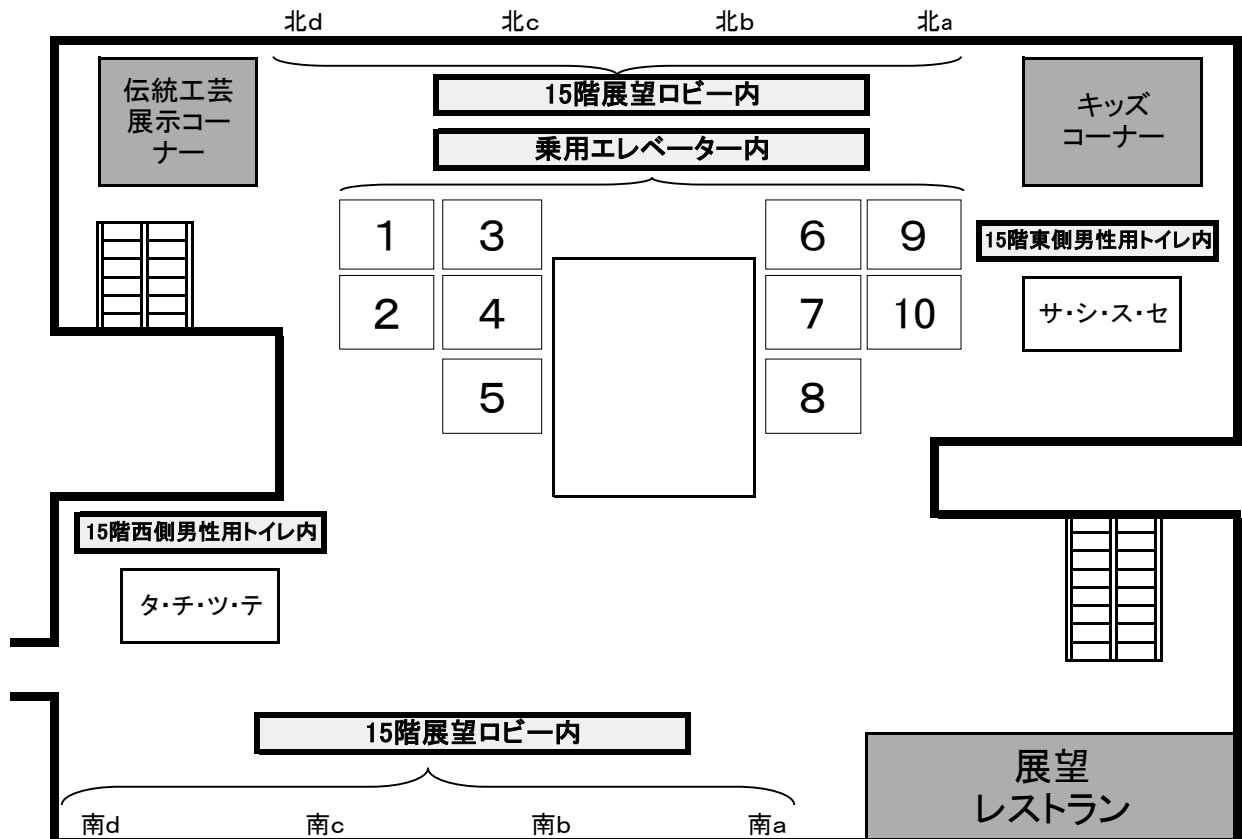 北d 北c 北b 北a
伝統工芸
展示コー
ナー
15階展望ロビー内
キッズ
コーナー
乗用エレベーター内
1 3 6 9
15階東側男性用トイレ内
2 4 7 10
サ・シ・ス・セ
5 8
15階西側男性用トイレ内
タ・チ・ツ・テ
15階展望ロビー内
展望
レストラン
南d 南c 南b 南a